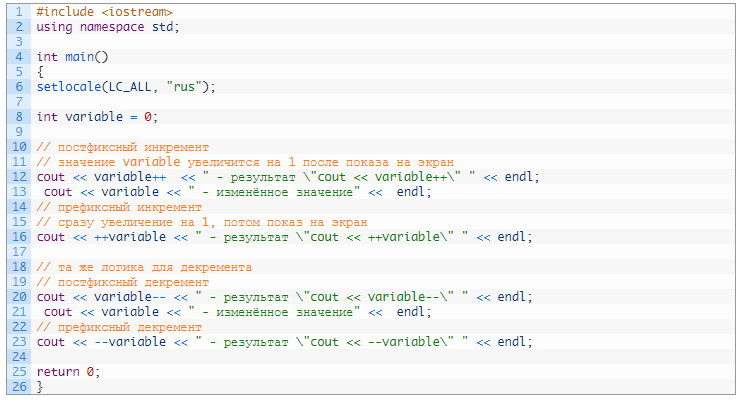 1 #include <iostream>
2 using namespace std;
3
4 int main()
5 {
6 setlocale(LC_ALL, "rus");
7
8 int variable = 0;
9
10 // постфиксный инкремент
11 // значение variable увеличится на 1 после показа на экран
12 cout << variable++  << " - результат \"cout << variable++\" " << endl;
13  cout << variable << " - изменённое значение" <<  endl;
14 // префиксный инкремент
15 // сразу увеличение на 1, потом показ на экран
16 cout << ++variable << " - результат \"cout << ++variable\" " << endl;
17
18 // та же логика для декремента
19 // постфиксный декремент
20 cout << variable-- << " - результат \"cout << variable--\" " << endl;
21  cout << variable << " - изменённое значение" <<  endl;
22 // префиксный декремент
23 cout << --variable << " - результат \"cout << --variable\" " << endl;
24
25 return 0;
26 }